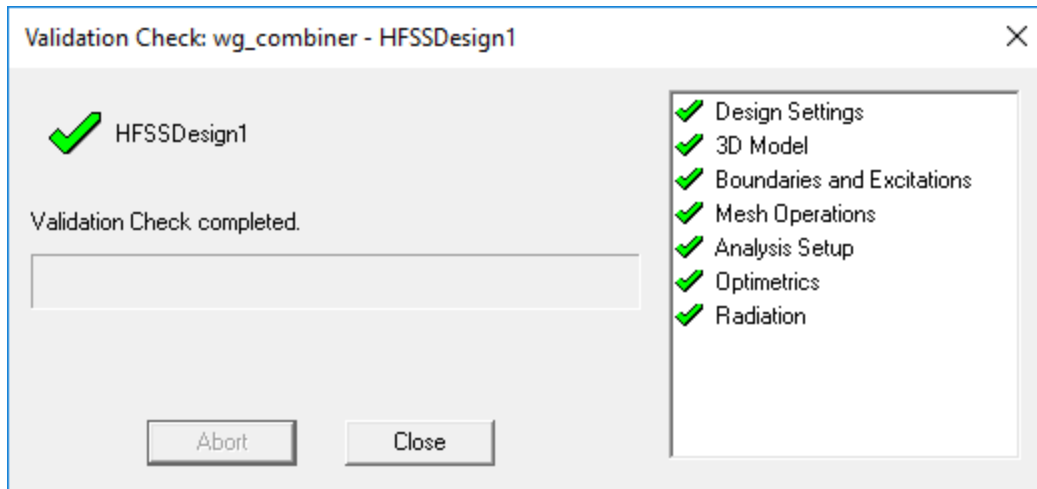 Validation Check: wg_combiner - HFSSDesign1
HFSSDesign1
Validation Check completed.
Abort
Close
Design Settings
3D Model
Boundaries and Excitations
Mesh Operations
Analysis Setup
Optimetrics
Radiation